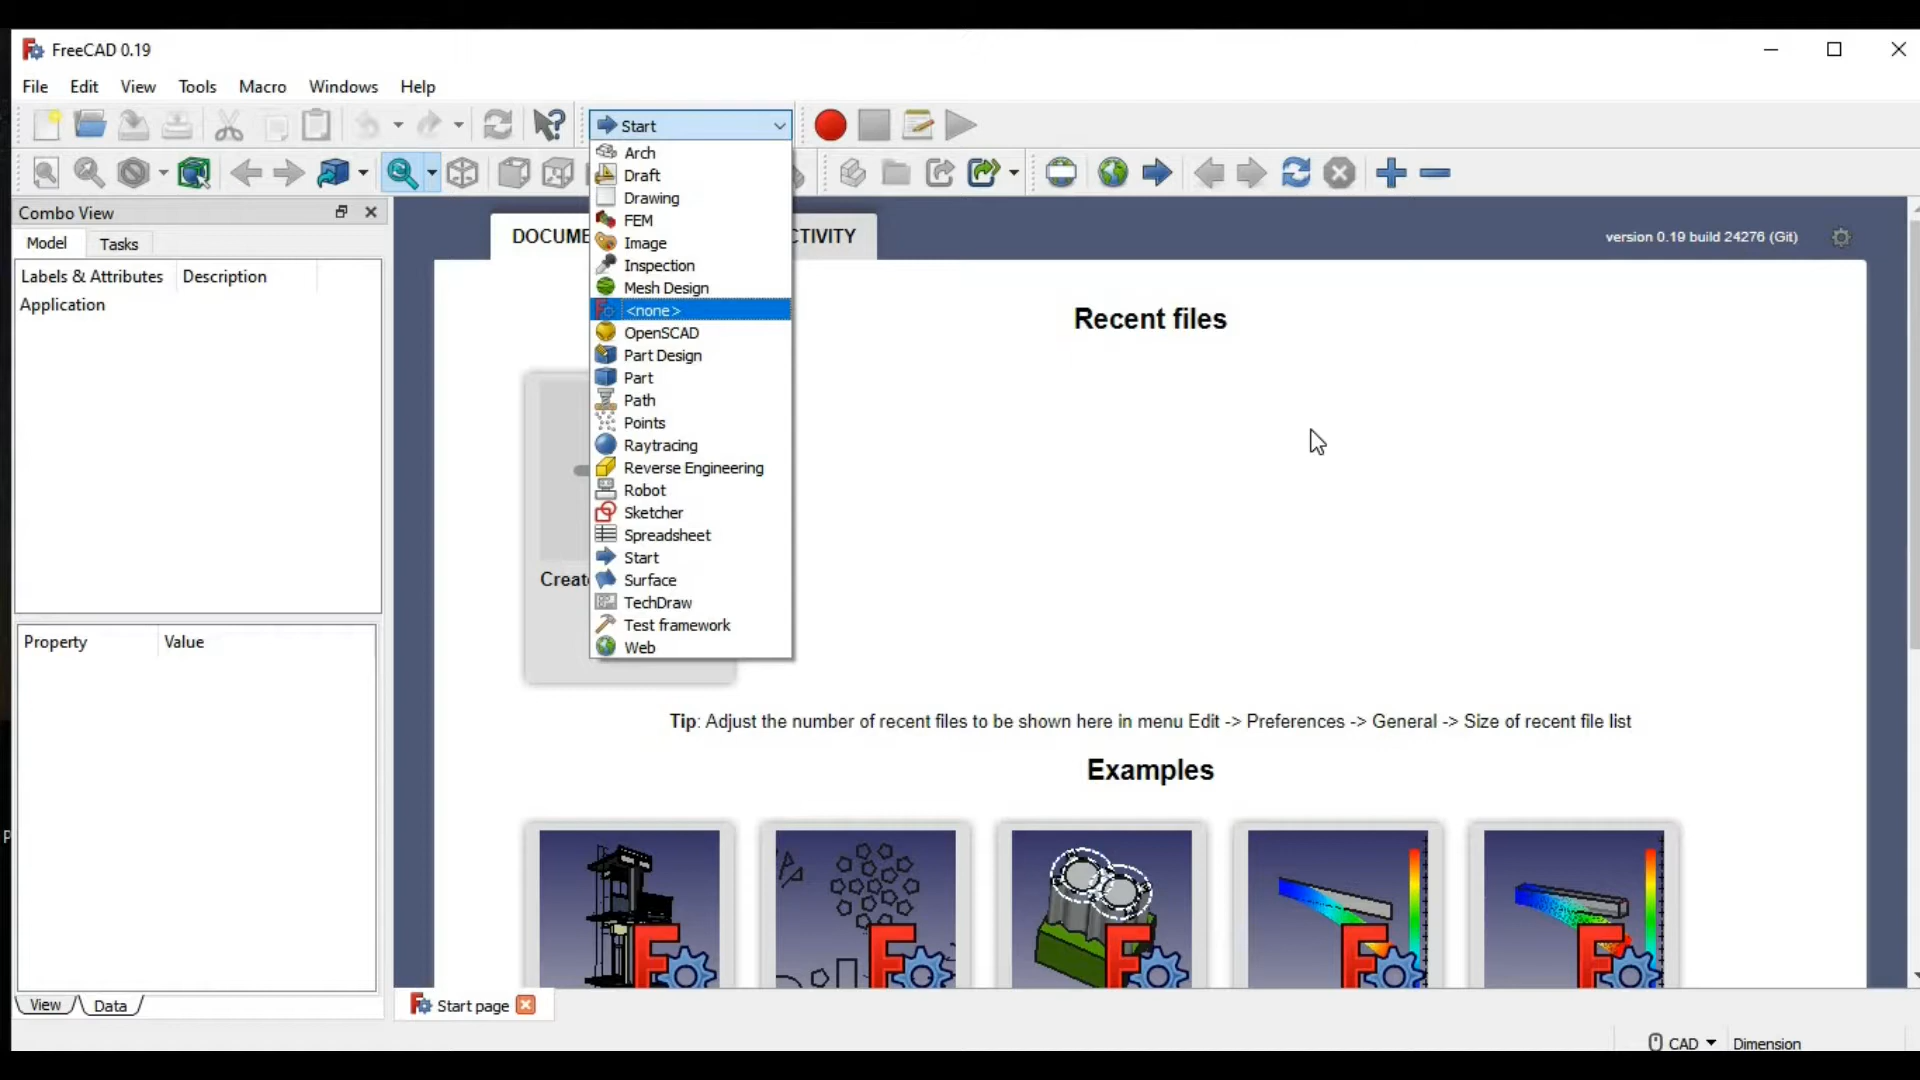 FreeCAD 0.19
File Edit View Tools Macro Windows Help
Start
Arch
Draft
Drawing
FEM
Image
Inspection
Mesh Design
<none>
OpenSCAD
Part Design
Part
Path
Points
Raytracing
Reverse Engineering
Robot
Sketcher
Spreadsheet
Start
Surface
TechDraw
Test framework
Web
Combo View
Model Tasks
Labels & Attributes Description
Application
Property Value
View Data
DOCUME CTIVITY
version 0.19 build 24276 (Git)
Recent files
Create
Tip: Adjust the number of recent files to be shown here in menu Edit -> Preferences -> General -> Size of recent file list
Examples
Start page
CAD Dimension